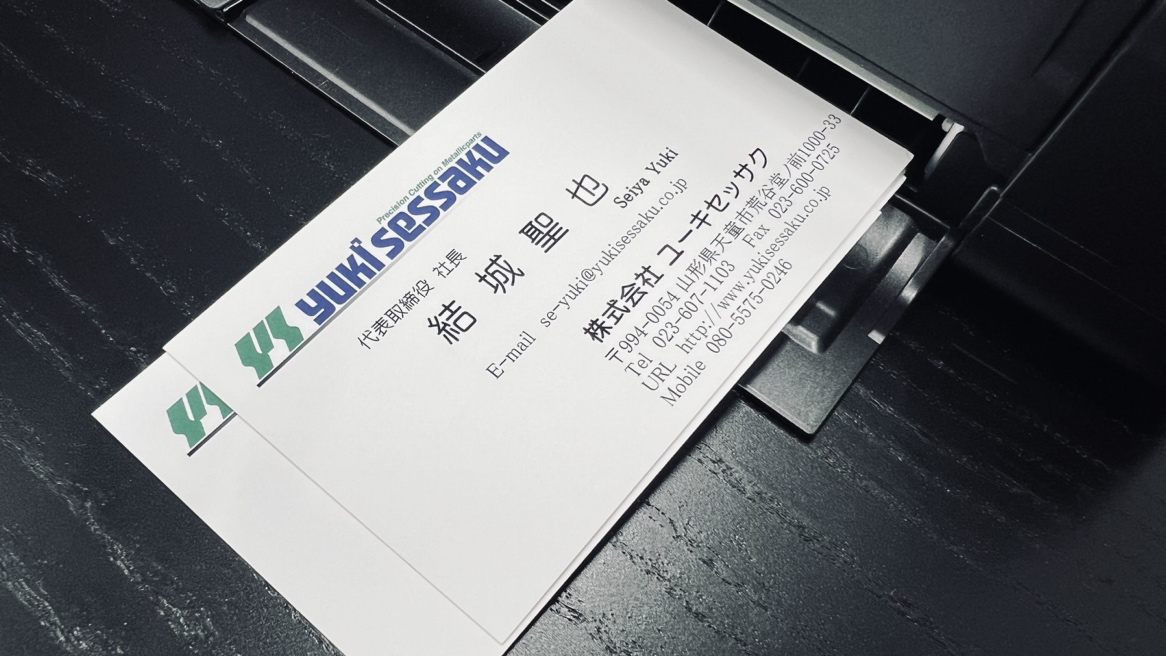 Precision Cutting on Metallicparts
YS yuki sessaku
代表取締役 社長
結城聖也
Seiya Yuki
E-mail se-yuki@yukisessaku.co.jp
株式会社 ユーキセッサク
〒994-0054 山形県天童市荒谷堂ノ前1000-33
Tel 023-607-1103 Fax 023-600-0725
URL http://www.yukisessaku.co.jp
Mobile 080-5575-0246
YS